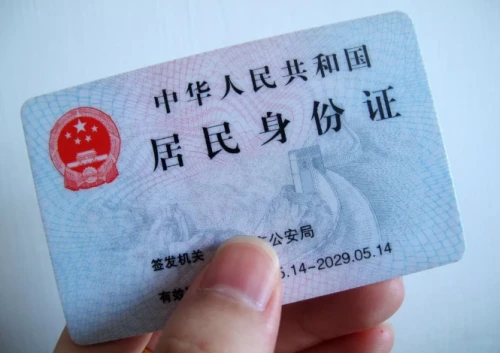 中华人民共和国
居民身份证
签发机关 公安局
有效 .14-2029.05.14